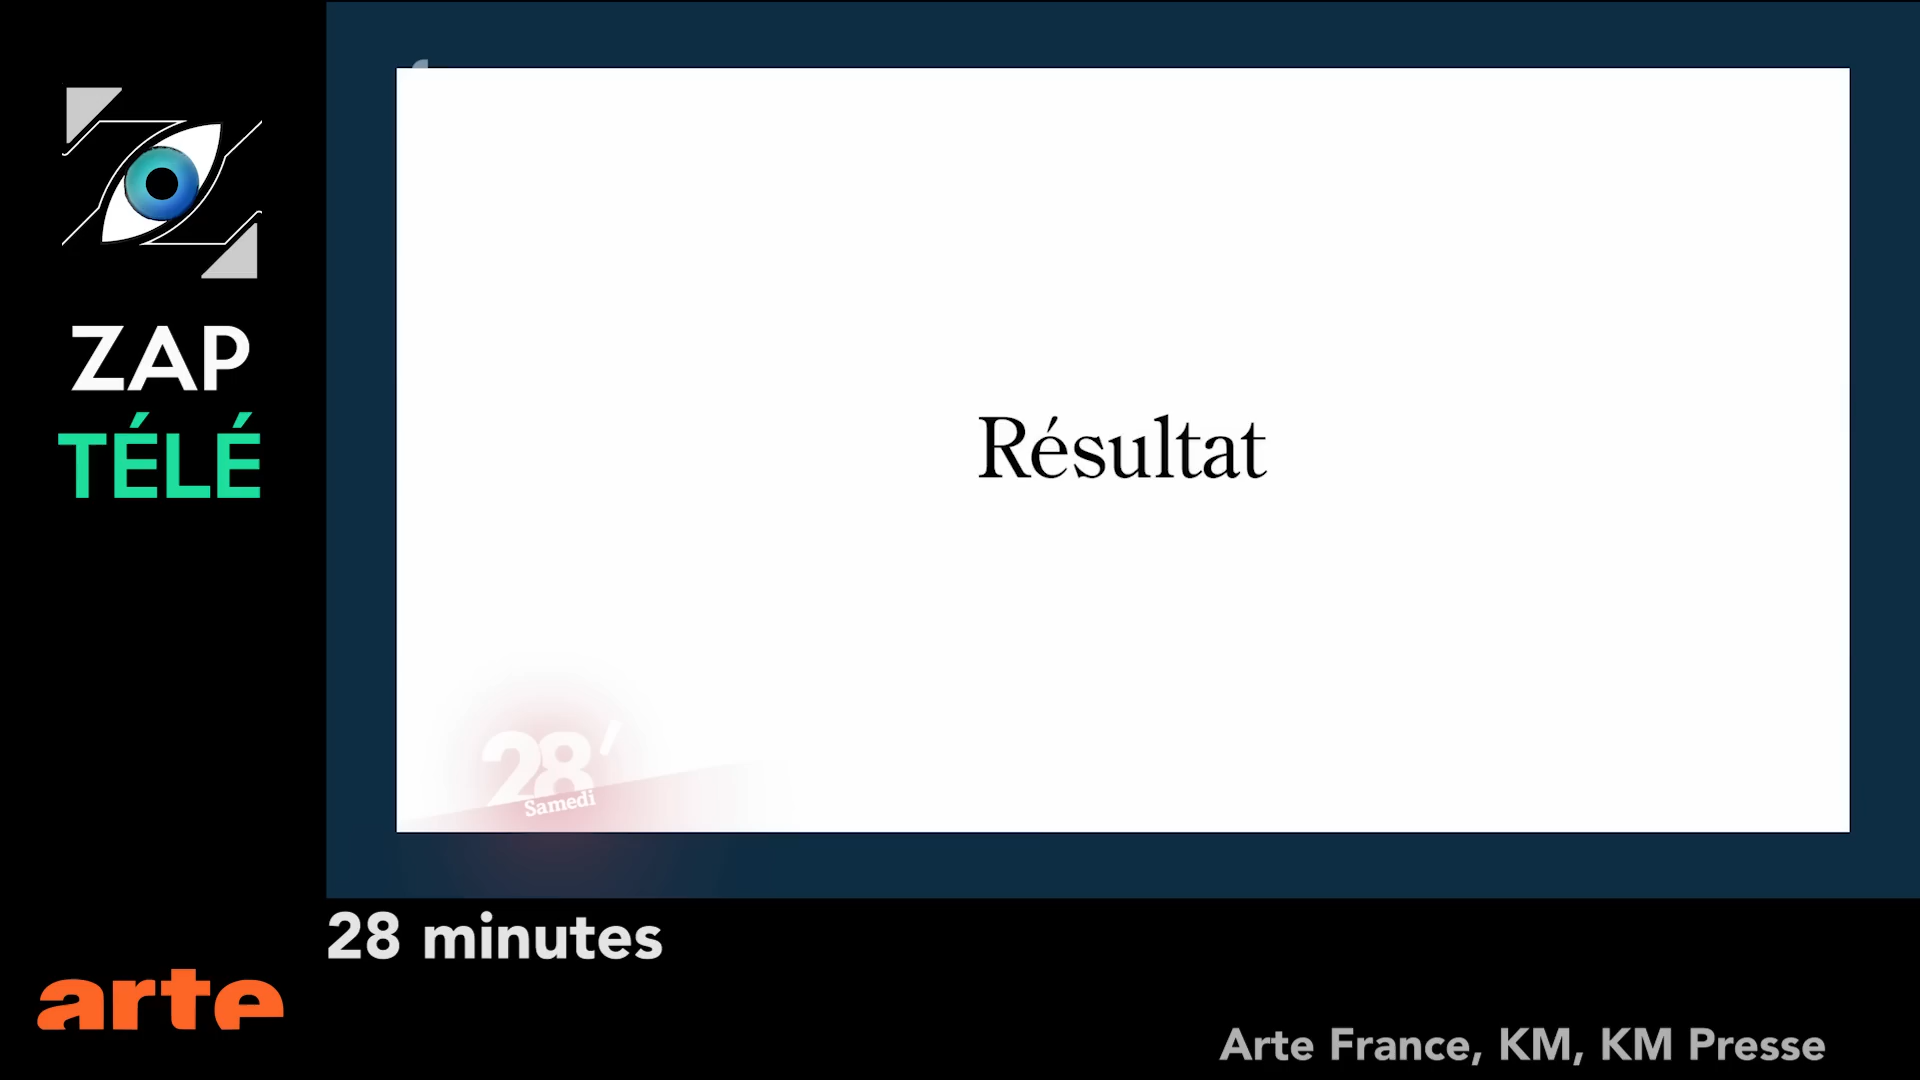 ZAP
TÉLÉ
Résultat
28'
Samedi
28 minutes
arte
Arte France, KM, KM Presse